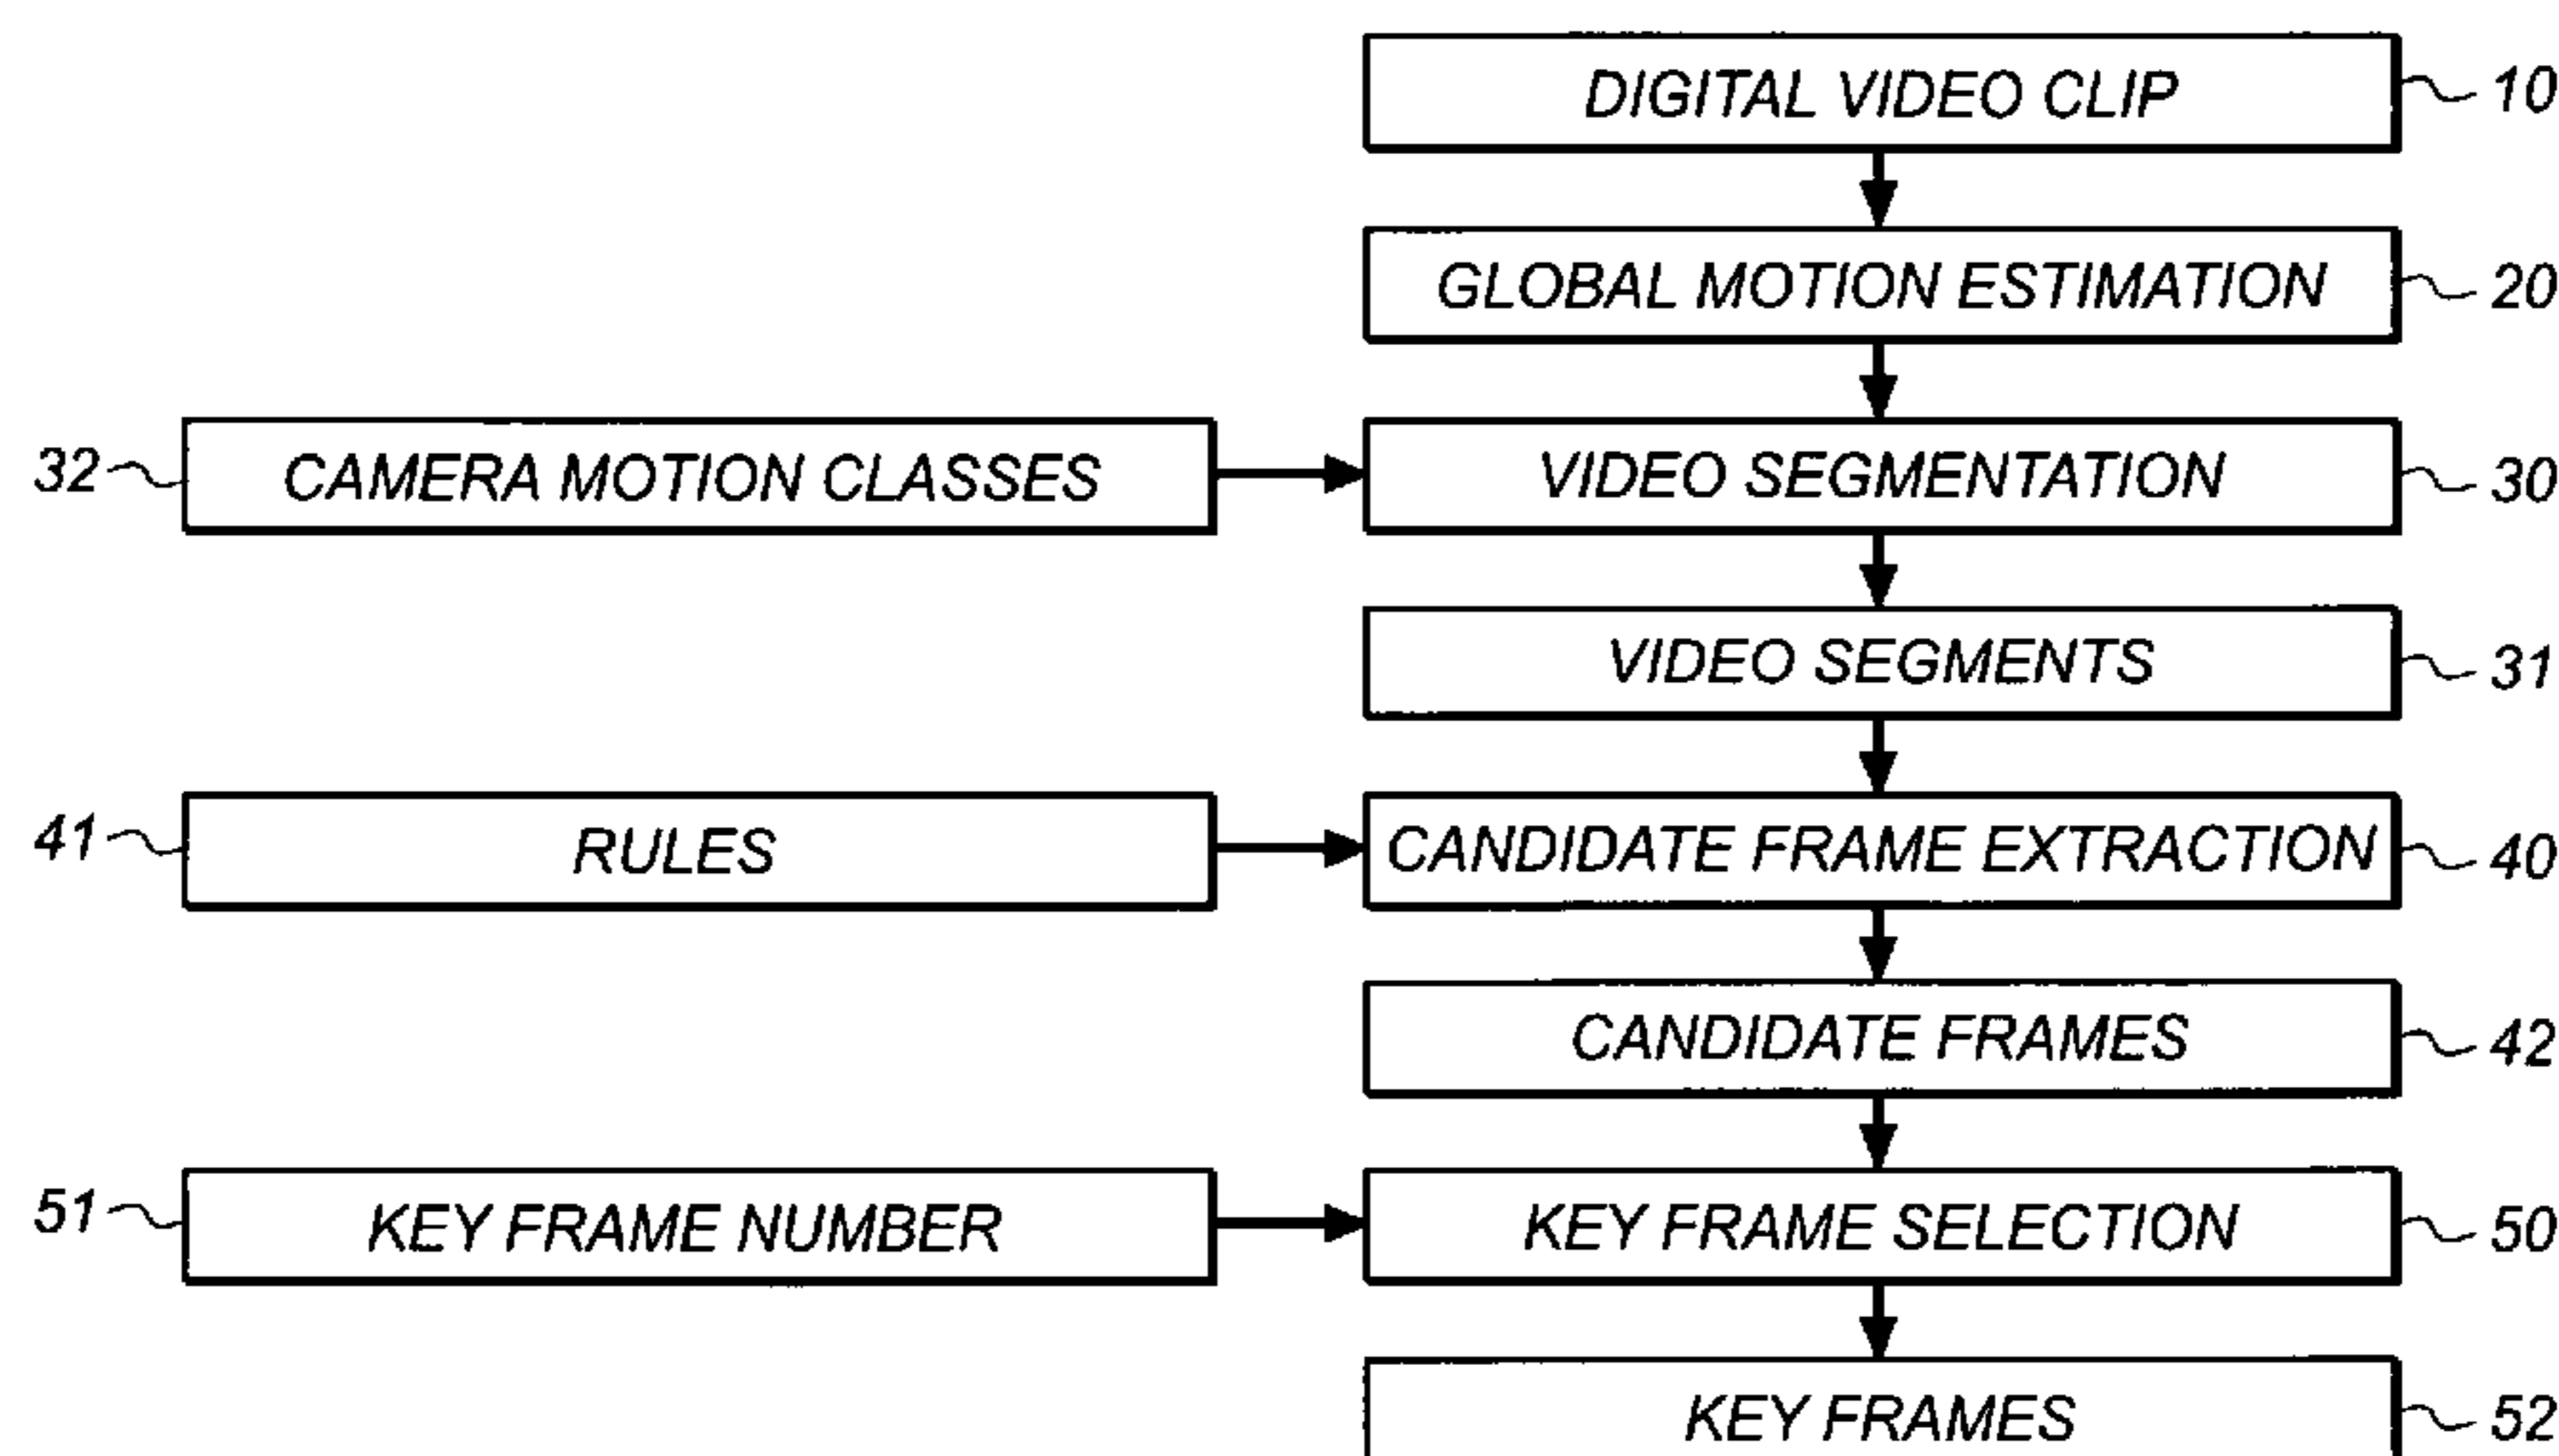 DIGITAL VIDEO CLIP 10
GLOBAL MOTION ESTIMATION 20
32 CAMERA MOTION CLASSES VIDEO SEGMENTATION 30
VIDEO SEGMENTS 31
41 RULES CANDIDATE FRAME EXTRACTION 40
CANDIDATE FRAMES 42
51 KEY FRAME NUMBER KEY FRAME SELECTION 50
KEY FRAMES 52